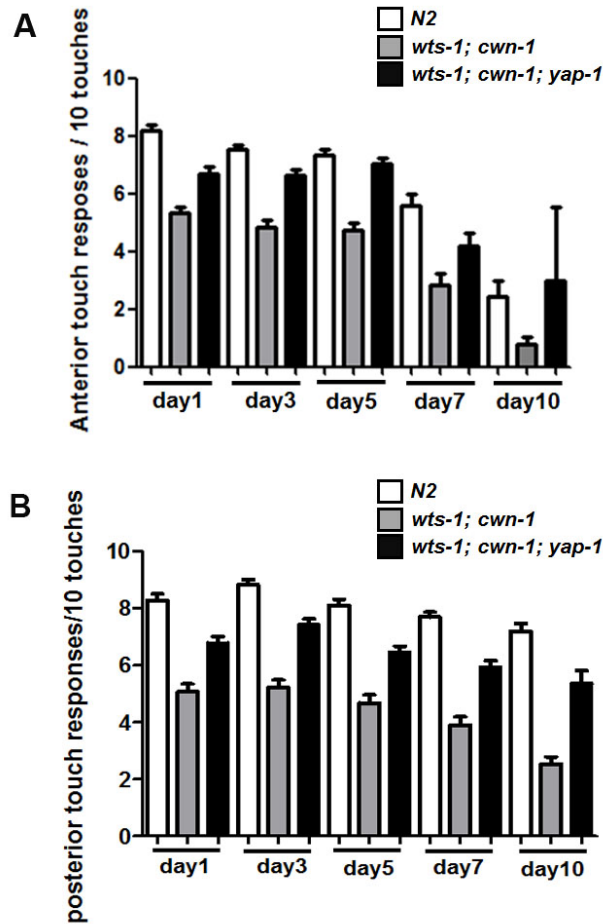 A
N2
wts-1; cwn-1
wts-1; cwn-1; yap-1
Anterior touch resposes / 10 touches
10
8
6
4
2
0
day1 day3 day5 day7 day10
B
N2
wts-1; cwn-1
wts-1; cwn-1; yap-1
posterior touch responses/10 touches
10
8
6
4
2
0
day1 day3 day5 day7 day10